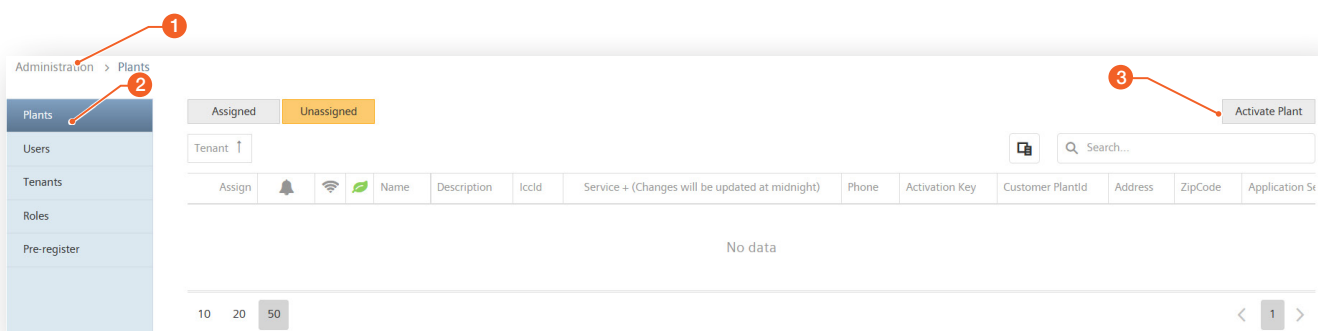 1
Administration > Plants
2
3
Plants
Assigned
Unassigned
Activate Plant
Users
Tenant ↑
Search...
Tenants
Assign
Name
Description
IccId
Service + (Changes will be updated at midnight)
Phone
Activation Key
Customer PlantId
Address
ZipCode
Application Se
Roles
Pre-register
No data
10
20
50
< 1 >